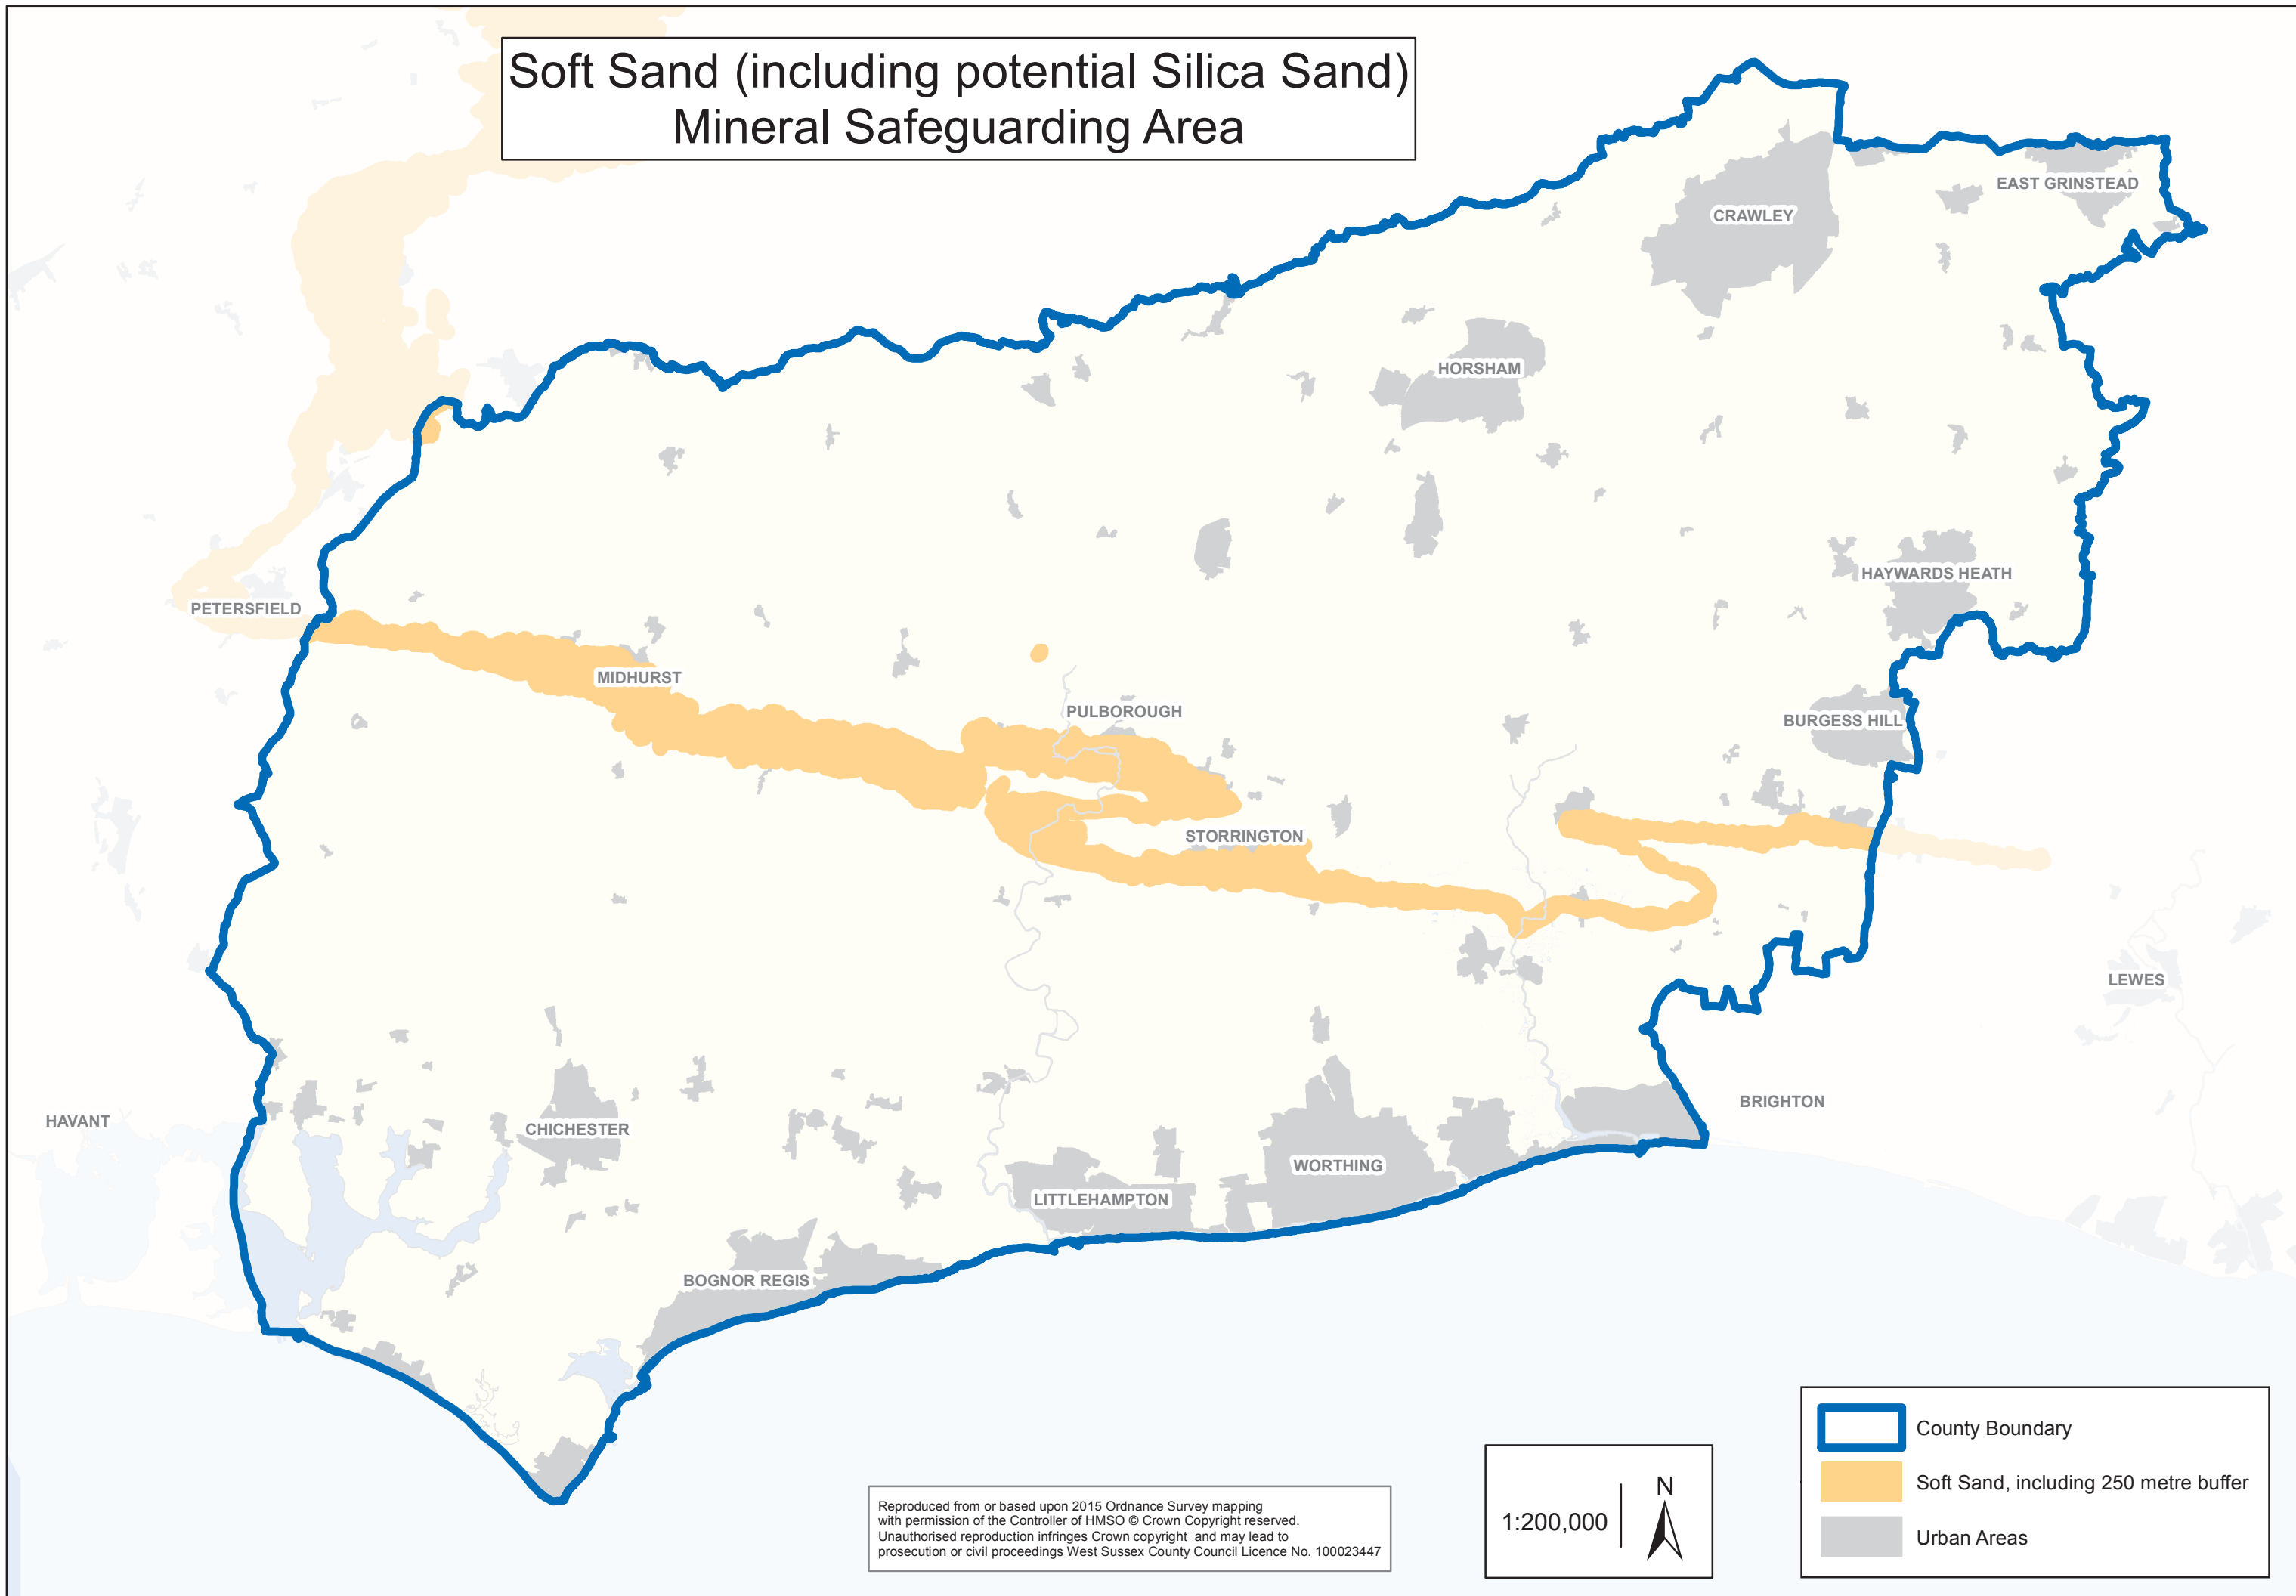 Soft Sand (including potential Silica Sand)
Mineral Safeguarding Area
EAST GRINSTEAD
CRAWLEY
HORSHAM
HAYWARDS HEATH
PETERSFIELD
MIDHURST
PULBOROUGH
BURGESS HILL
STORRINGTON
LEWES
BRIGHTON
HAVANT
CHICHESTER
WORTHING
LITTLEHAMPTON
BOGNOR REGIS
Reproduced from or based upon 2015 Ordnance Survey mapping
with permission of the Controller of HMSO © Crown Copyright reserved.
Unauthorised reproduction infringes Crown copyright and may lead to
prosecution or civil proceedings West Sussex County Council Licence No. 100023447
1:200,000
N
County Boundary
Soft Sand, including 250 metre buffer
Urban Areas